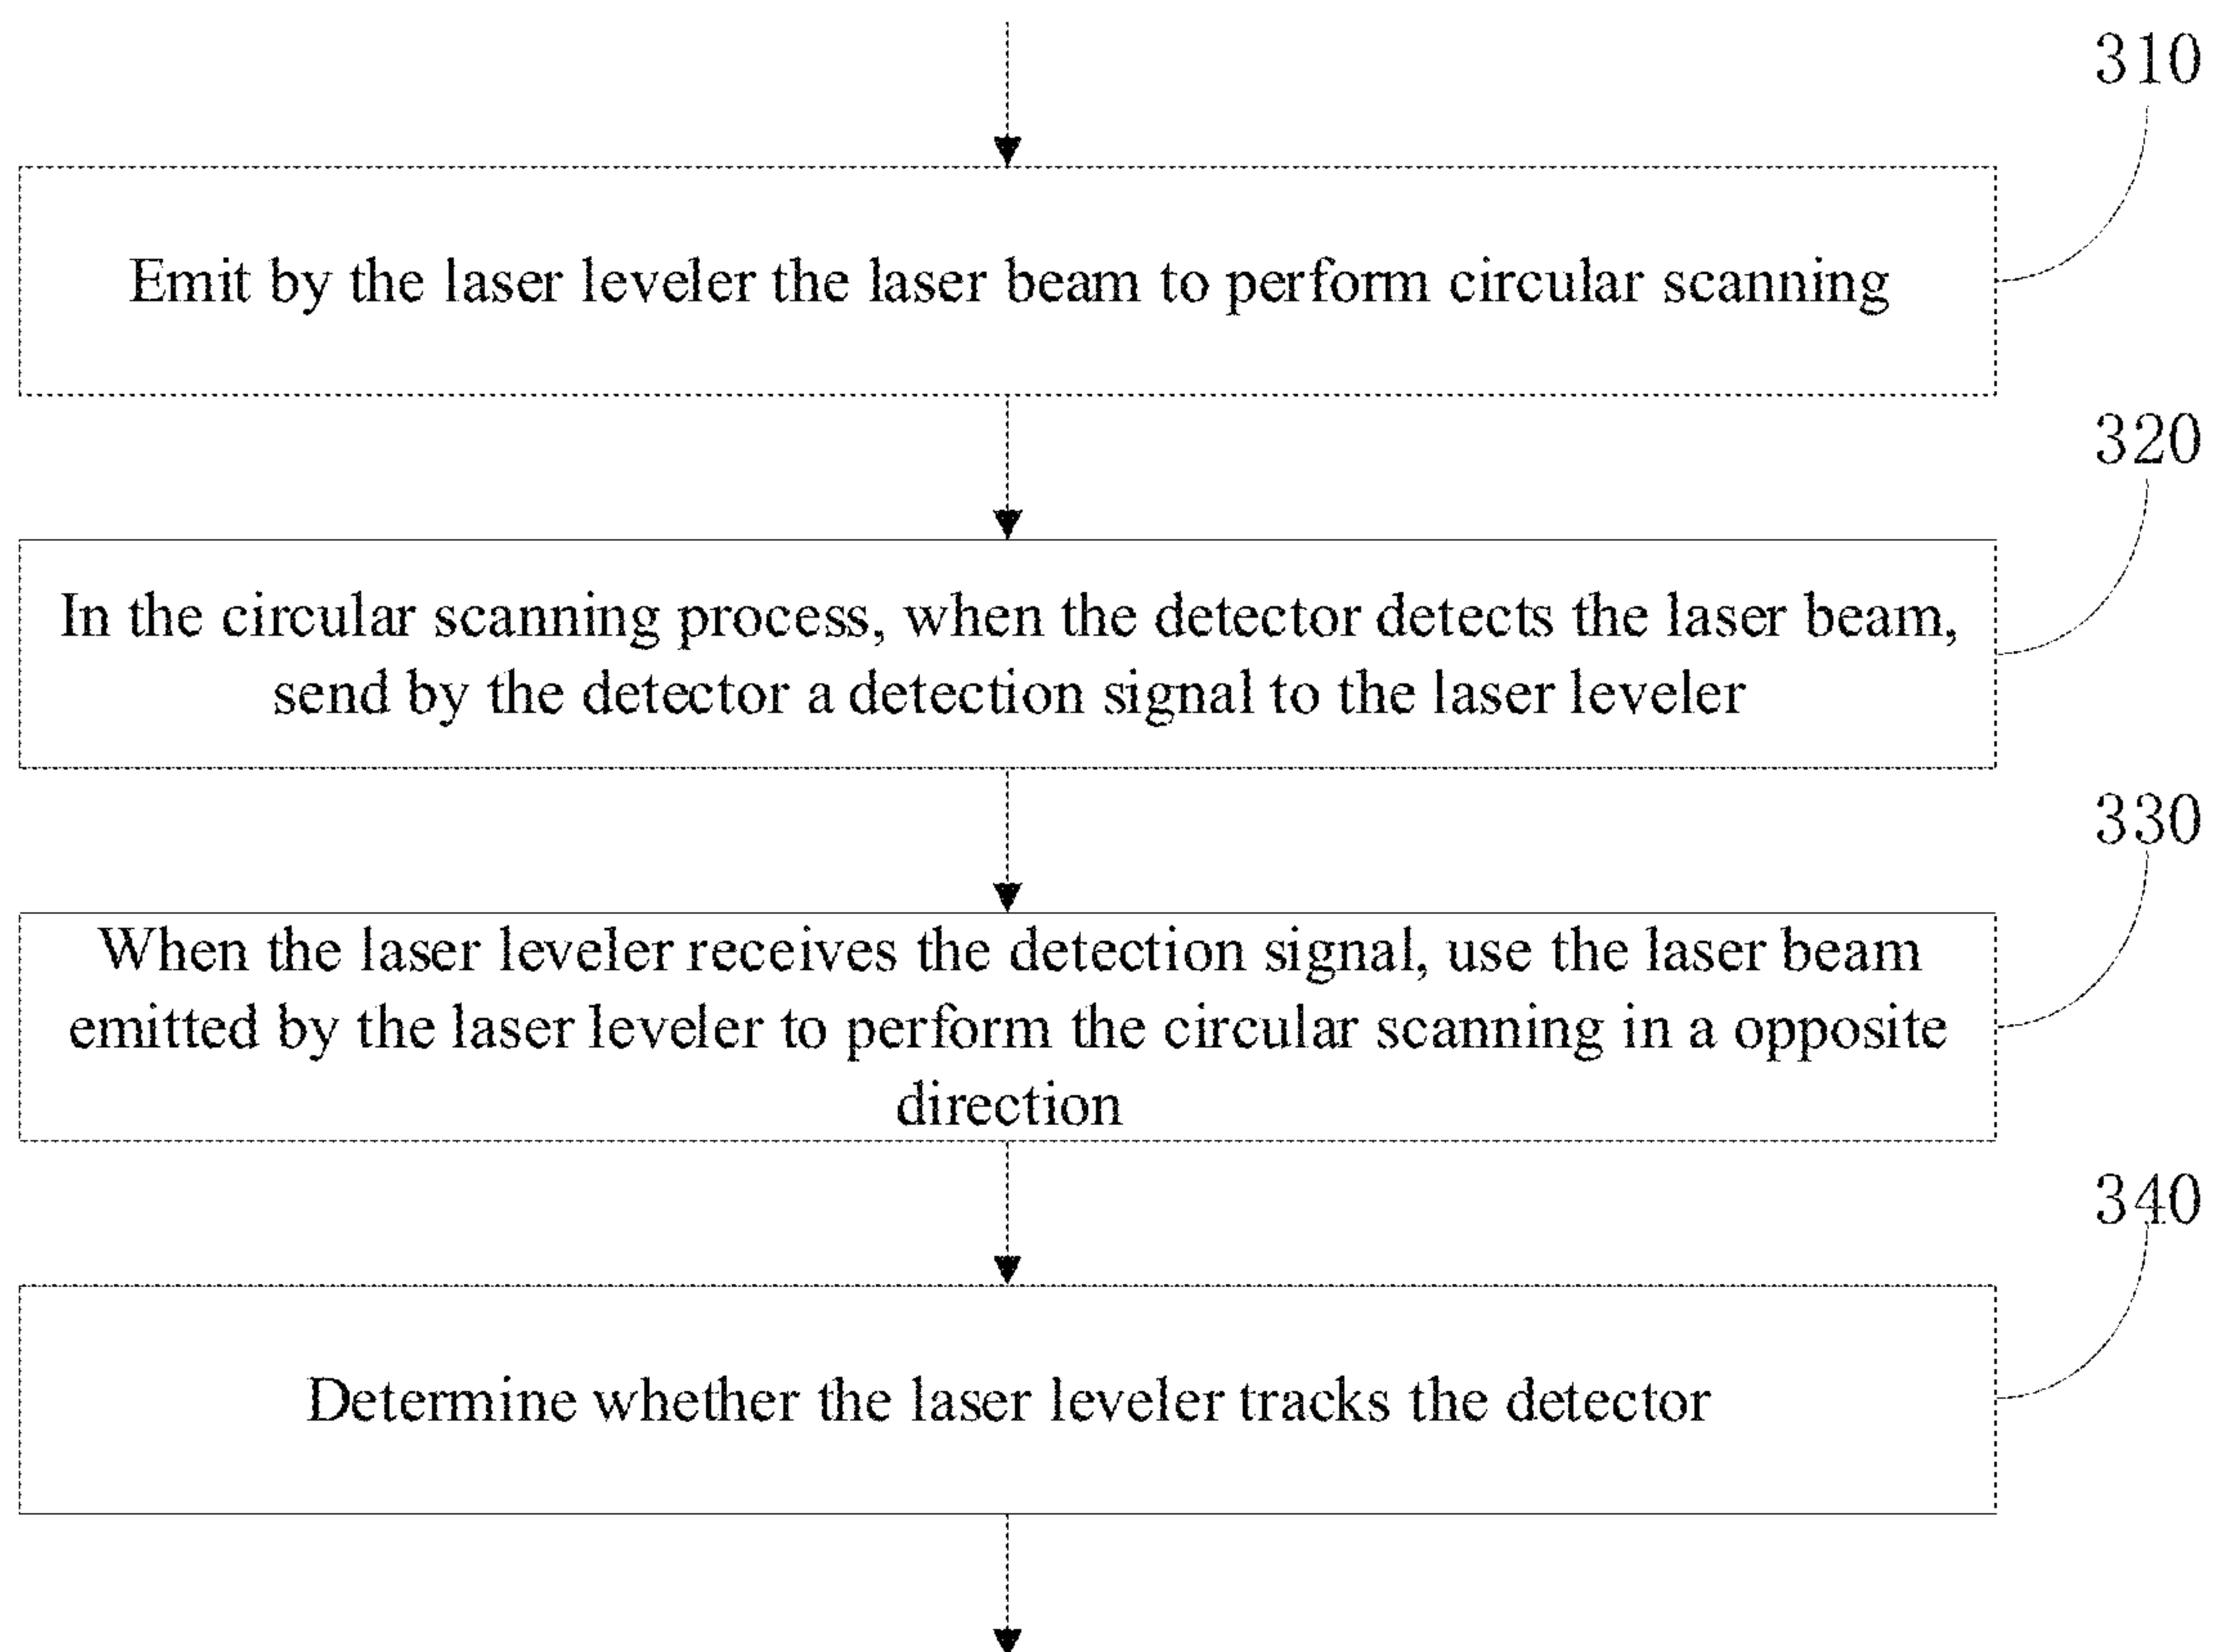 310
Emit by the laser leveler the laser beam to perform circular scanning
320
In the circular scanning process, when the detector detects the laser beam,
send by the detector a detection signal to the laser leveler
330
When the laser leveler receives the detection signal, use the laser beam
emitted by the laser leveler to perform the circular scanning in a opposite
direction
340
Determine whether the laser leveler tracks the detector